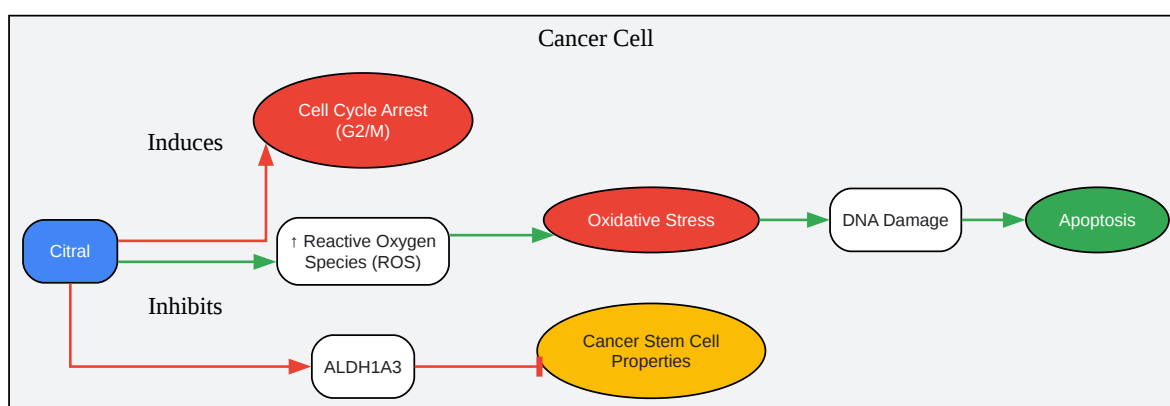 Cancer Cell
Cell Cycle Arrest
(G2/M)
Induces
Citral
↑ Reactive Oxygen
Species (ROS)
Oxidative Stress
DNA Damage
Apoptosis
Inhibits
ALDH1A3
Cancer Stem Cell
Properties